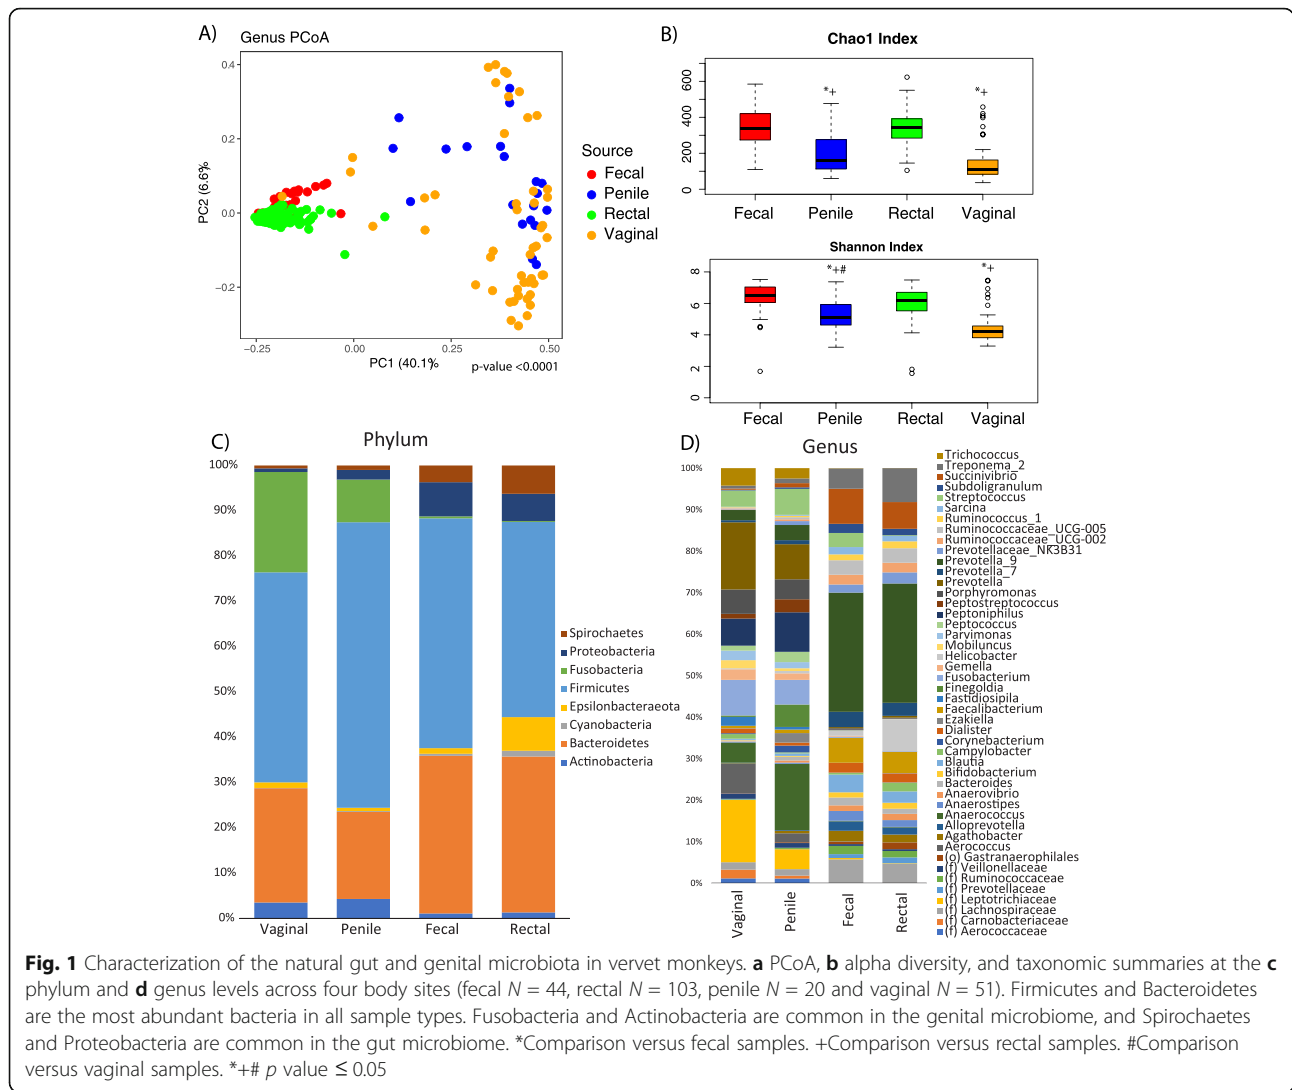 A)
Genus PCoA
PC2 (6.6%
0.4
0.2
0.0
−0.2
−0.25
0.00
0.25
0.50
PC1 (40.1)%
p-value <0.0001
Source
Fecal
Penile
Rectal
Vaginal
B)
Chao1 Index
600
400
200
0
*+
*+
Fecal
Penile
Rectal
Vaginal
Shannon Index
8
6
4
2
0
*+#
*+
Fecal
Penile
Rectal
Vaginal
C)
Phylum
100%
90%
80%
70%
60%
50%
40%
30%
20%
10%
0%
Vaginal
Penile
Fecal
Rectal
Spirochaetes
Proteobacteria
Fusobacteria
Firmicutes
Epsilonbacteraeota
Cyanobacteria
Bacteroidetes
Actinobacteria
D)
Genus
100%
90%
80%
70%
60%
50%
40%
30%
20%
10%
0%
Vaginal
Penile
Fecal
Rectal
Trichococcus
Treponema_2
Succinivibrio
Subdoligranulum
Streptococcus
Sarcina
Ruminococcus_1
Ruminococcaceae_UCG-005
Ruminococcaceae_UCG-002
Prevotellaceae_NK3B31
Prevotella_9
Prevotella_7
Prevotella
Porphyromonas
Peptostreptococcus
Peptoniphilus
Peptococcus
Parvimonas
Mobiluncus
Helicobacter
Gemella
Fusobacterium
Finegoldia
Fastidiosipila
Faecalibacterium
Ezakiella
Dialister
Corynebacterium
Campylobacter
Blautia
Bifidobacterium
Bacteroides
Anaerovibrio
Anaerostipes
Anaerococcus
Alloprevotella
Agathobacter
Aerococcus
(o) Gastranaerophilales
(f) Veillonellaceae
(f) Ruminococcaceae
(f) Prevotellaceae
(f) Leptotrichiaceae
(f) Lachnospiraceae
(f) Carnobacteriaceae
(f) Aerococcaceae
Fig. 1 Characterization of the natural gut and genital microbiota in vervet monkeys. a PCoA, b alpha diversity, and taxonomic summaries at the c
phylum and d genus levels across four body sites (fecal N = 44, rectal N = 103, penile N = 20 and vaginal N = 51). Firmicutes and Bacteroidetes
are the most abundant bacteria in all sample types. Fusobacteria and Actinobacteria are common in the genital microbiome, and Spirochaetes
and Proteobacteria are common in the gut microbiome. *Comparison versus fecal samples. +Comparison versus rectal samples. #Comparison
versus vaginal samples. *+# p value ≤ 0.05